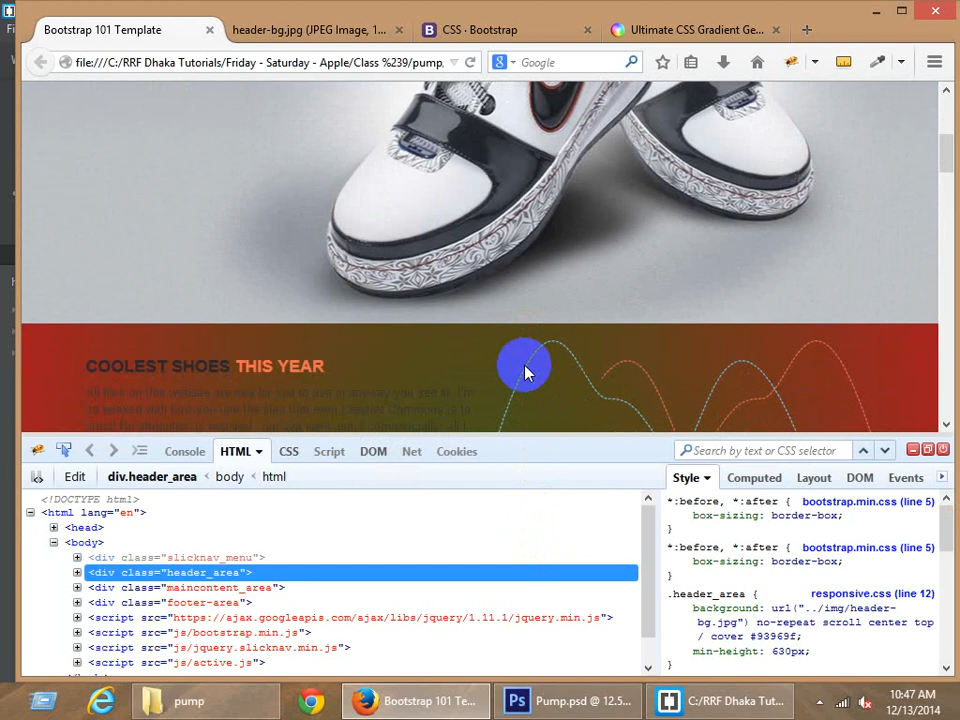 Bootstrap 101 Template
header-bg.jpg (JPEG Image, 1...
CSS · Bootstrap
Ultimate CSS Gradient Ge...
file:///C:/RRF Dhaka Tutorials/Friday - Saturday - Apple/Class %239/pump,
Google
COOLEST SHOES THIS YEAR
Console
HTML
CSS
Script
DOM
Net
Cookies
Search by text or CSS selector
Edit
div.header_area < body < html
Style
Computed
Layout
DOM
Events
<!DOCTYPE html>
<html lang="en">
<head>
<body>
<div class="slicknav_menu">
<div class="header_area">
<div class="maincontent_area">
<div class="footer-area">
<script src="https://ajax.googleapis.com/ajax/libs/jquery/1.11.1/jquery.min.js">
<script src="js/bootstrap.min.js">
<script src="js/jquery.slicknav.min.js">
<script src="js/active.js">
*:before, *:after { bootstrap.min.css (line 5)
box-sizing: border-box;
}
*:before, *:after { bootstrap.min.css (line 5)
box-sizing: border-box;
}
.header_area { responsive.css (line 12)
background: url("../img/header-
bg.jpg") no-repeat scroll center top
/ cover #93969f;
min-height: 630px;
}
pump
Bootstrap 101 Te...
Pump.psd @ 12.5...
C:/RRF Dhaka Tut...
10:47 AM
12/13/2014